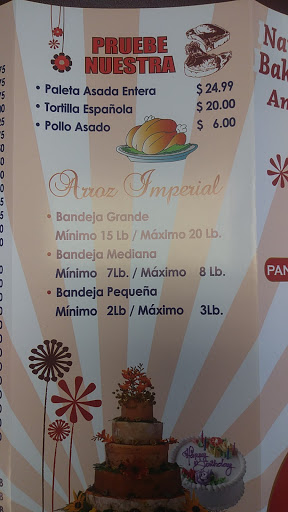 PRUEBE
NUESTRA
• Paleta Asada Entera $ 24.99
• Tortilla Española $ 20.00
• Pollo Asado $ 6.00
Arroz Imperial
• Bandeja Grande
Mínimo 15 Lb / Máximo 20 Lb.
• Bandeja Mediana
Mínimo 7Lb. / Máximo 8 Lb.
• Bandeja Pequeña
Mínimo 2Lb / Máximo 3Lb.
Happy
Birthday
Na
Bak
An
PAN